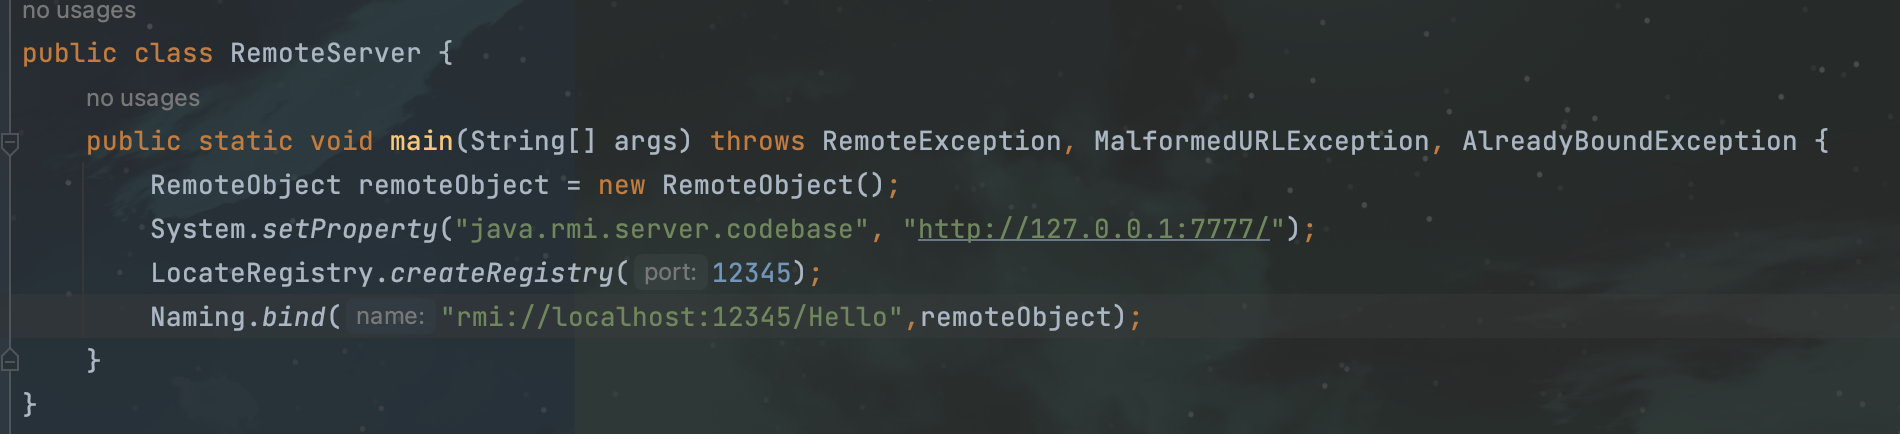 no usages
public class RemoteServer {
no usages
public static void main(String[] args) throws RemoteException, MalformedURLException, AlreadyBoundException {
RemoteObject remoteObject = new RemoteObject();
System.setProperty("java.rmi.server.codebase", "http://127.0.0.1:7777/");
LocateRegistry.createRegistry( port: 12345);
Naming.bind( name: "rmi://localhost:12345/Hello",remoteObject);
}
}